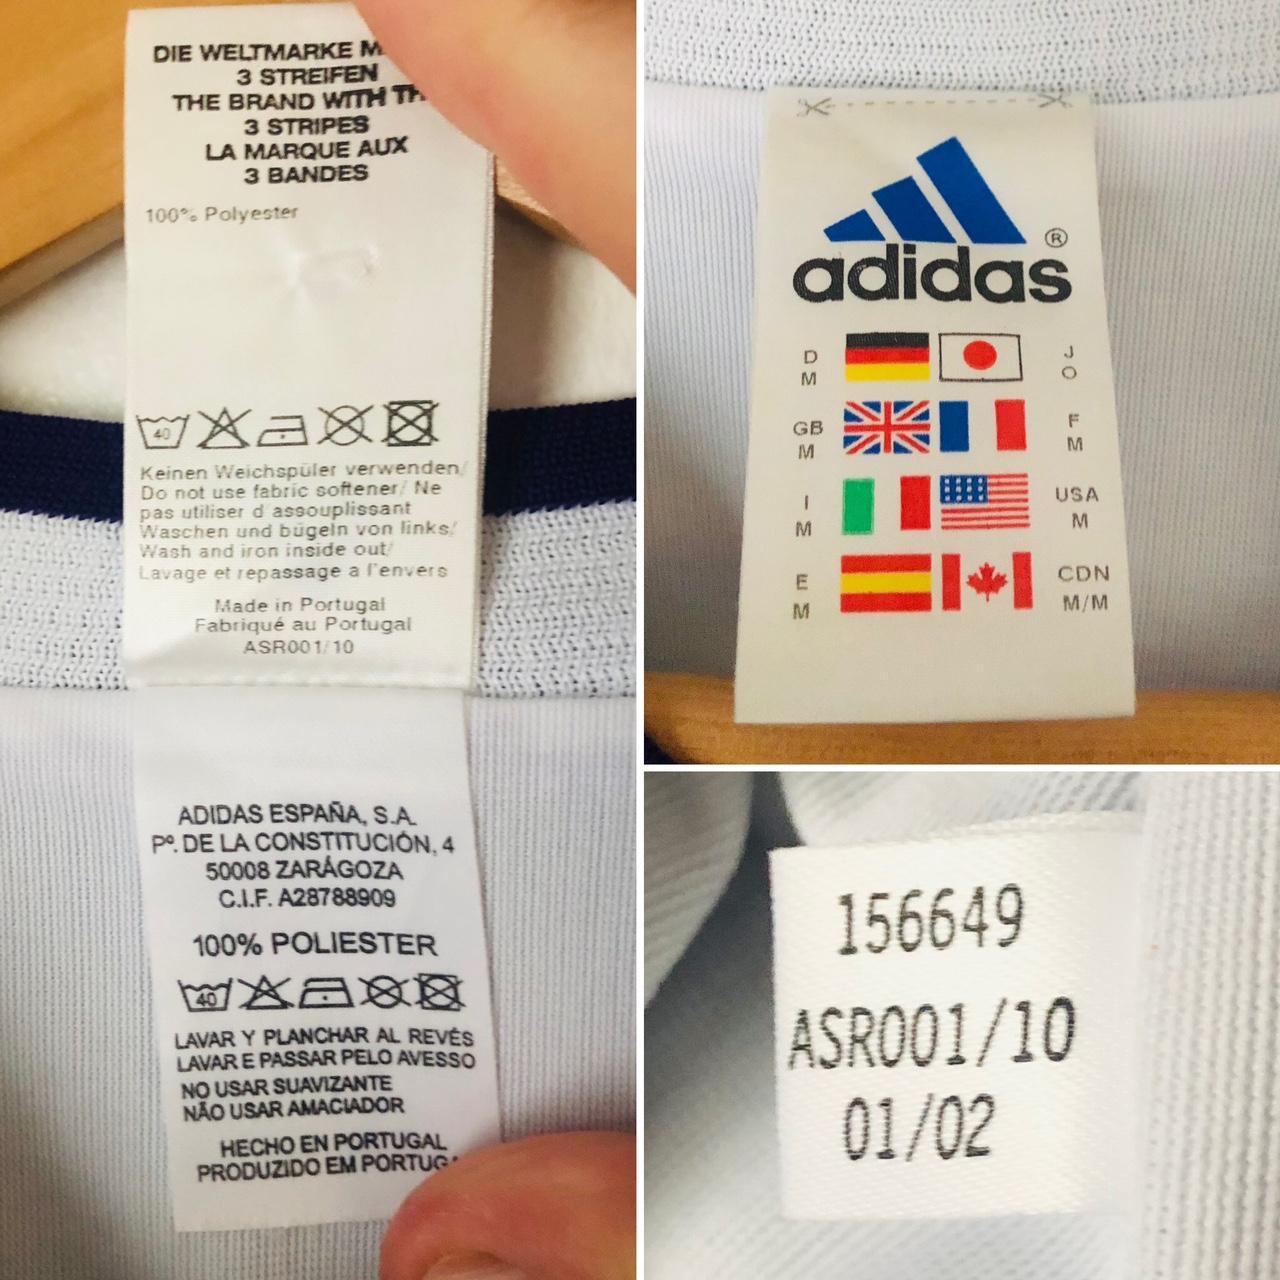 DIE WELTMARKE
3 STREIFEN
THE BRAND WITH
3 STRIPES
LA MARQUE AUX
3 BANDES
100% Polyester
40
Keinen Weichspüler verwenden/
Do not use fabric softener/ Ne
pas utiliser d'assouplissant
Waschen und bügeln von links/
Wash and iron inside out/
Lavage et repassage a l'envers
Made in Portugal
Fabriqué au Portugal
ASR001/10
ADIDAS ESPAÑA, S.A.
Pº. DE LA CONSTITUCIÓN, 4
50008 ZARÁGOZA
C.I.F. A28788909
100% POLIESTER
40
LAVAR Y PLANCHAR AL REVÉS
LAVAR E PASSAR PELO AVESSO
NO USAR SUAVIZANTE
NÃO USAR AMACIADOR
HECHO EN PORTUGAL
PRODUZIDO EM
adidas ®
D
M
J
O
GB
M
F
M
I
M
USA
M
E
M
CDN
M/M
156649
ASR001/10
01/02